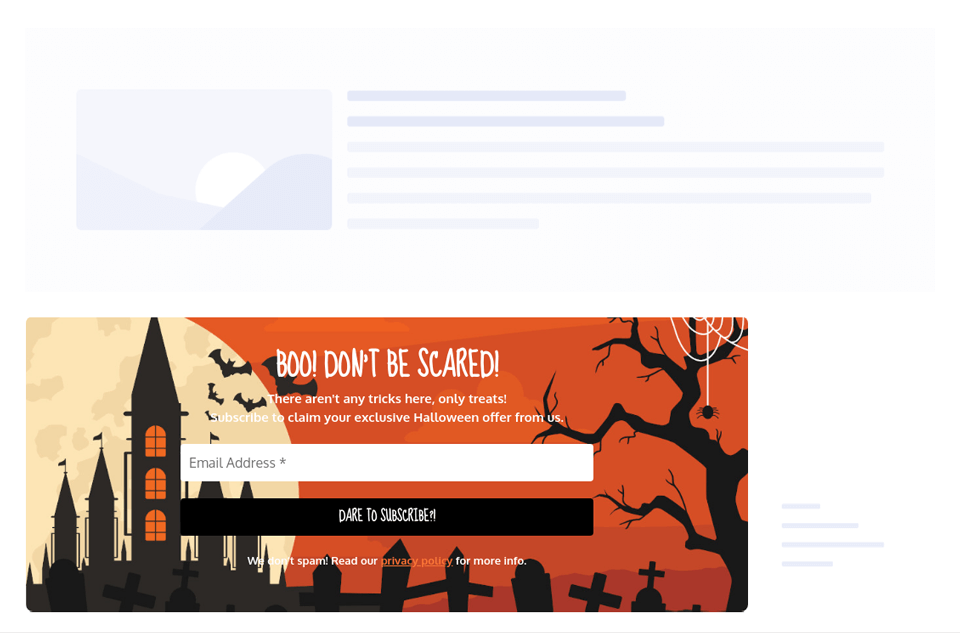 BOO! DON'T BE SCARED!
There aren't any tricks here, only treats!
Subscribe to claim your exclusive Halloween offer from us.
Email Address *
DARE TO SUBSCRIBE?!
We don't spam! Read our privacy policy for more info.